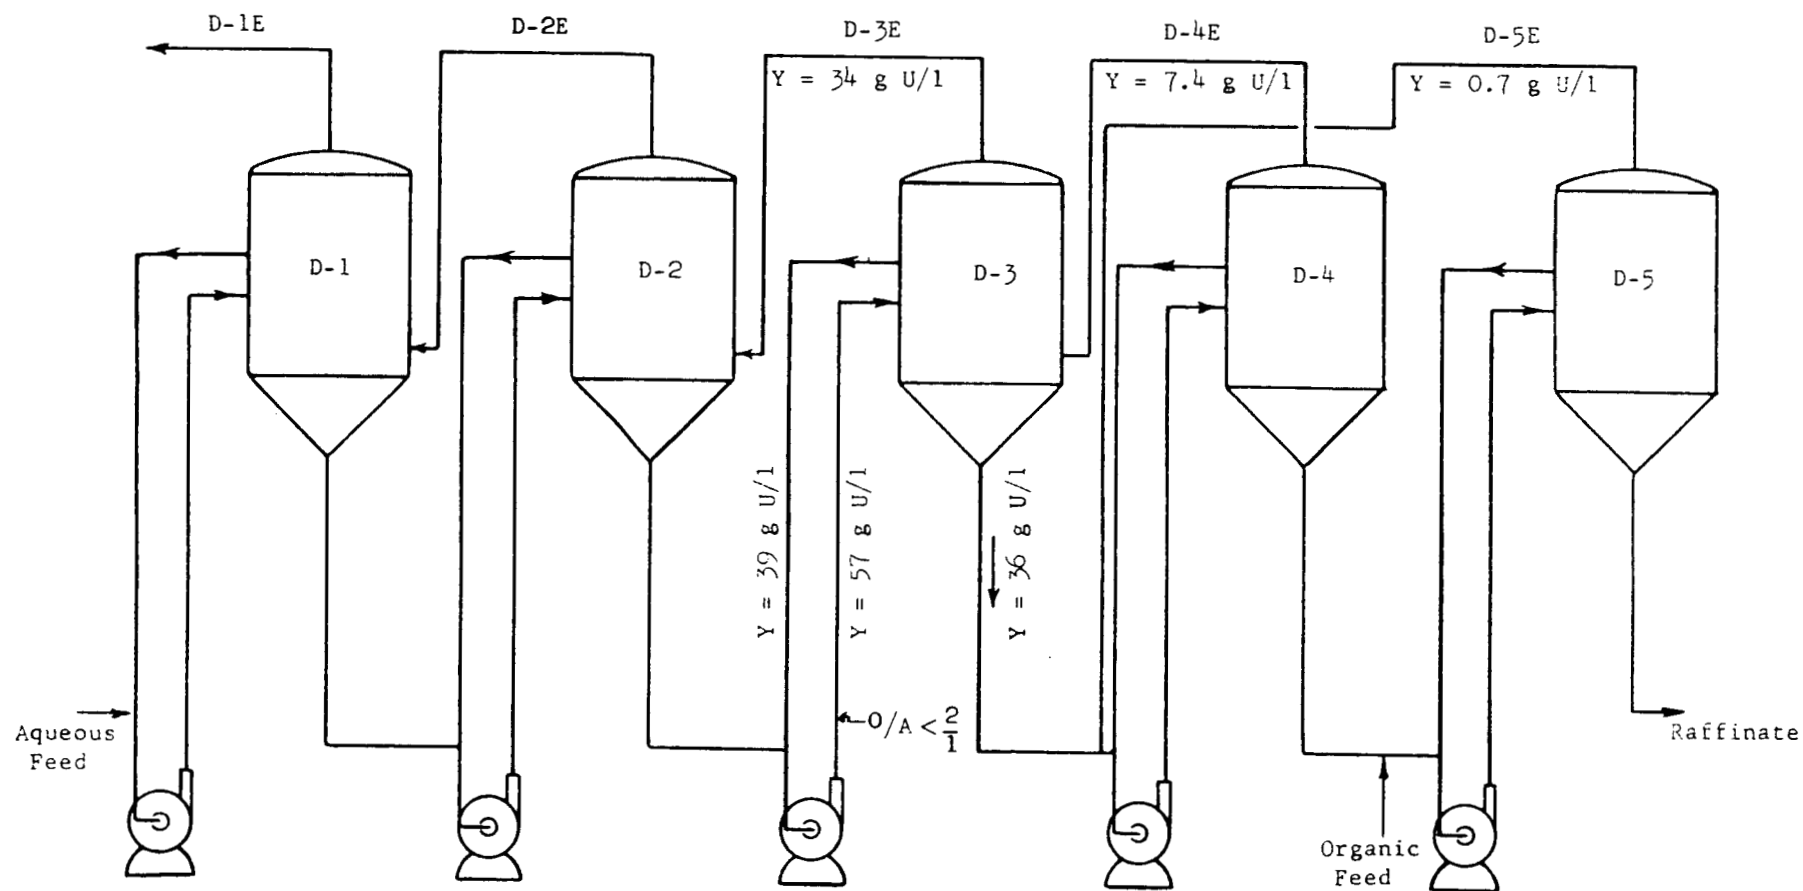 D-1E
D-2E
D-3E
D-4E
D-5E
Y = 34 g U/l
Y = 7.4 g U/l
Y = 0.7 g U/l
D-1
D-2
D-3
D-4
D-5
Y = 39 g U/l
Y = 57 g U/l
Y = 36 g U/l
O/A < 2/1
Aqueous
Feed
Raffinate
Organic
Feed